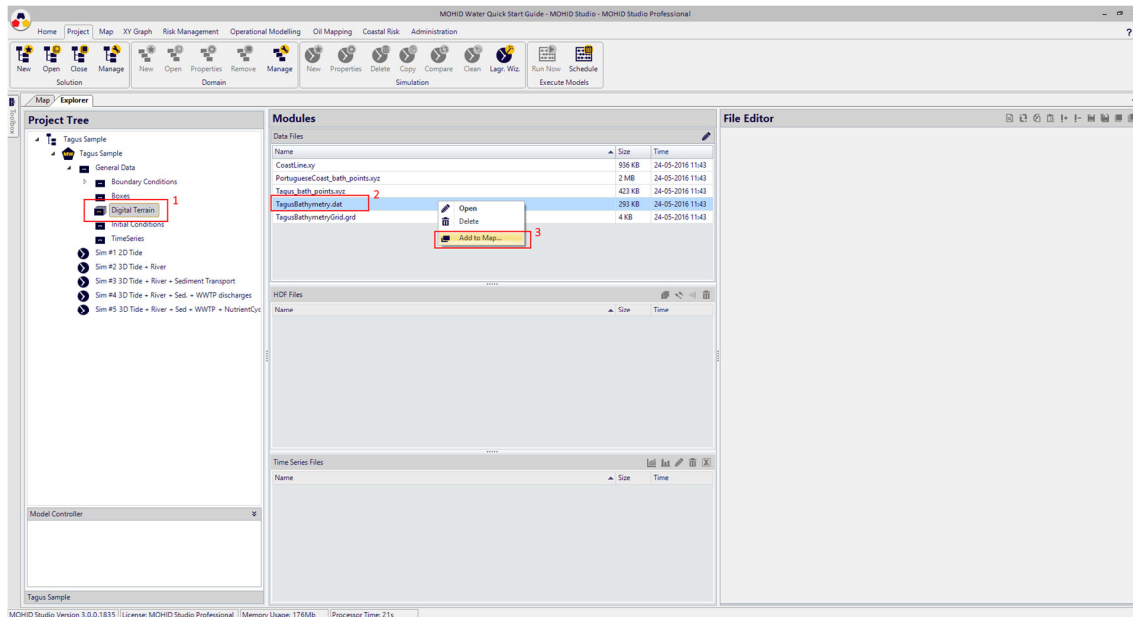 MOHID Water Quick Start Guide - MOHID Studio - MOHID Studio Professional
Home Project Map XY Graph Risk Management Operational Modelling Oil Mapping Coastal Risk Administration ?
New Open Close Manage New Open Properties Remove Manage New Properties Delete Copy Compare Clean Lagr. Wiz. Run Now Schedule
Solution Domain Simulation Execute Models
Toolbox
Map Explorer
Project Tree
Tagus Sample
Tagus Sample
General Data
Boundary Conditions
Boxes
1
Digital Terrain
Initial Conditions
TimeSeries
Sim #1 2D Tide
Sim #2 3D Tide + River
Sim #3 3D Tide + River + Sediment Transport
Sim #4 3D Tide + River + Sed. + WWTP discharges
Sim #5 3D Tide + River + Sed + WWTP + NutrientCyc
Model Controller
Tagus Sample
Modules
Data Files
Name Size Time
CoastLine.xy 936 KB 24-05-2016 11:43
PortugueseCoast_bath_points.xyz 2 MB 24-05-2016 11:43
Tagus_bath_points.xyz 423 KB 24-05-2016 11:43
2
TagusBathymetry.dat 293 KB 24-05-2016 11:43
TagusBathymetryGrid.grd 4 KB 24-05-2016 11:43
Open
Delete
Add to Map...
3
HDF Files
Name Size Time
Time Series Files
Name Size Time
File Editor
MOHID Studio Version 3.0.0.1835 License: MOHID Studio Professional Memory Usage: 176Mb Processor Time: 21s